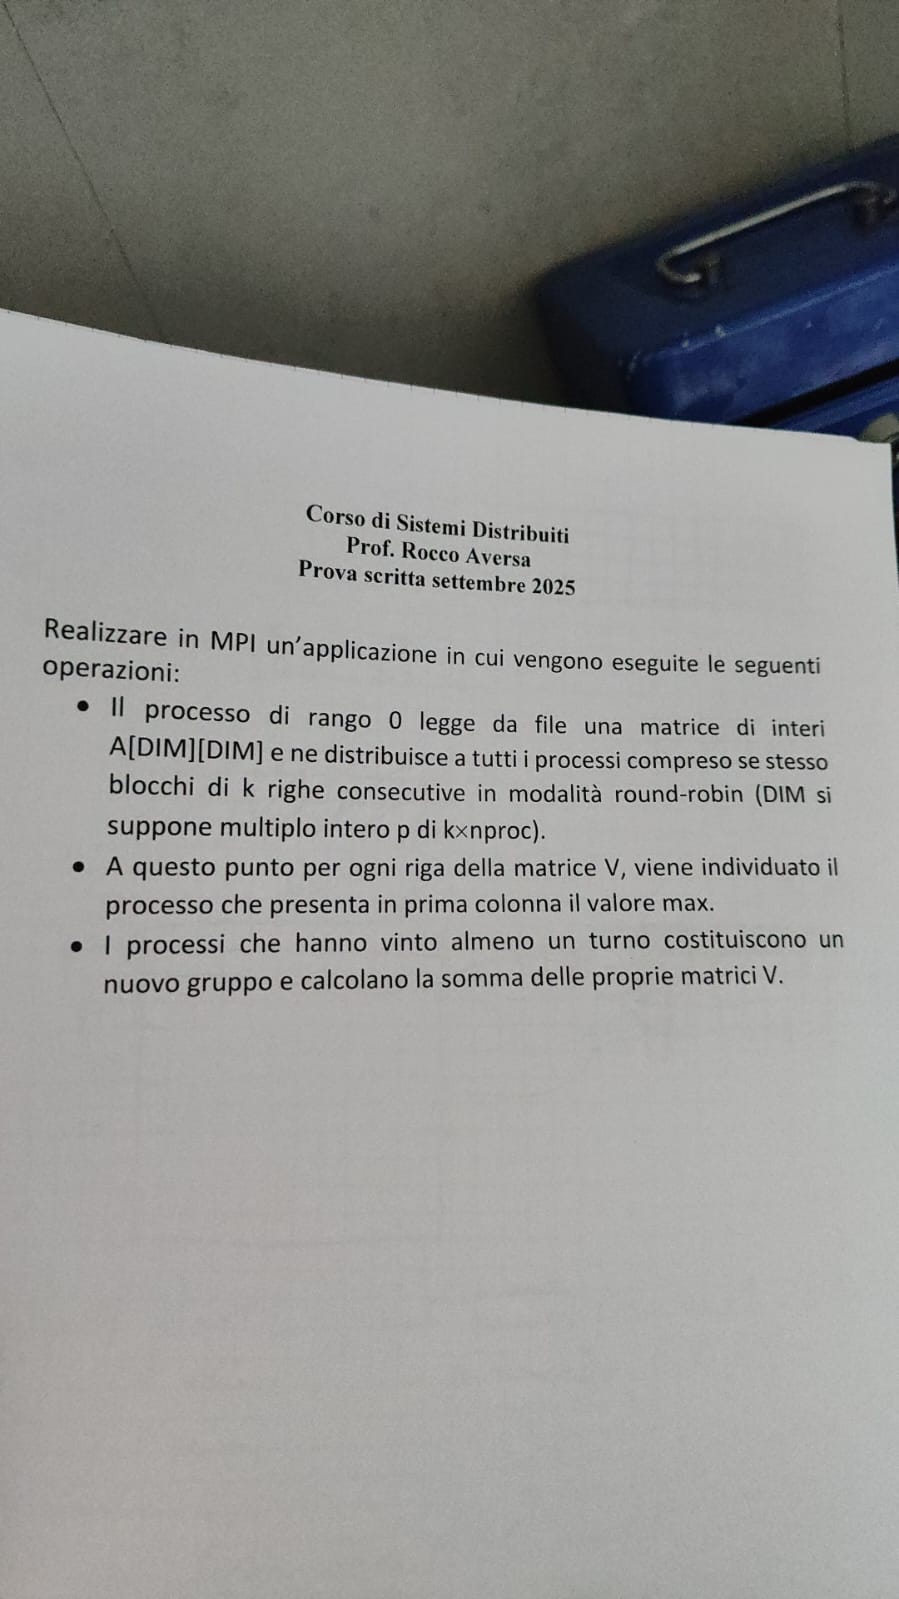 Corso di Sistemi Distribuiti
Prof. Rocco Aversa
Prova scritta settembre 2025
Realizzare in MPI un’applicazione in cui vengono eseguite le seguenti
operazioni:
• Il processo di rango 0 legge da file una matrice di interi
A[DIM][DIM] e ne distribuisce a tutti i processi compreso se stesso
blocchi di k righe consecutive in modalità round-robin (DIM si
suppone multiplo intero p di k×nproc).
• A questo punto per ogni riga della matrice V, viene individuato il
processo che presenta in prima colonna il valore max.
• I processi che hanno vinto almeno un turno costituiscono un
nuovo gruppo e calcolano la somma delle proprie matrici V.